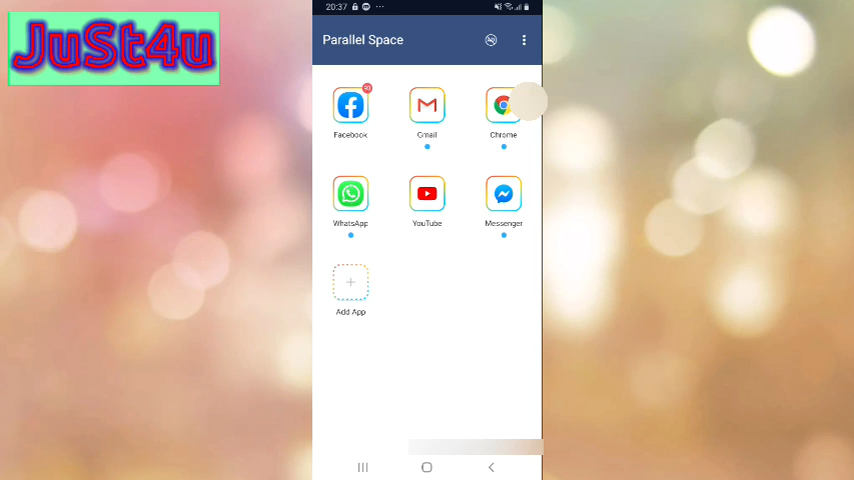 JuSt4u
20:37
Parallel Space
Facebook
Gmail
Chrome
WhatsApp
YouTube
Messenger
Add App